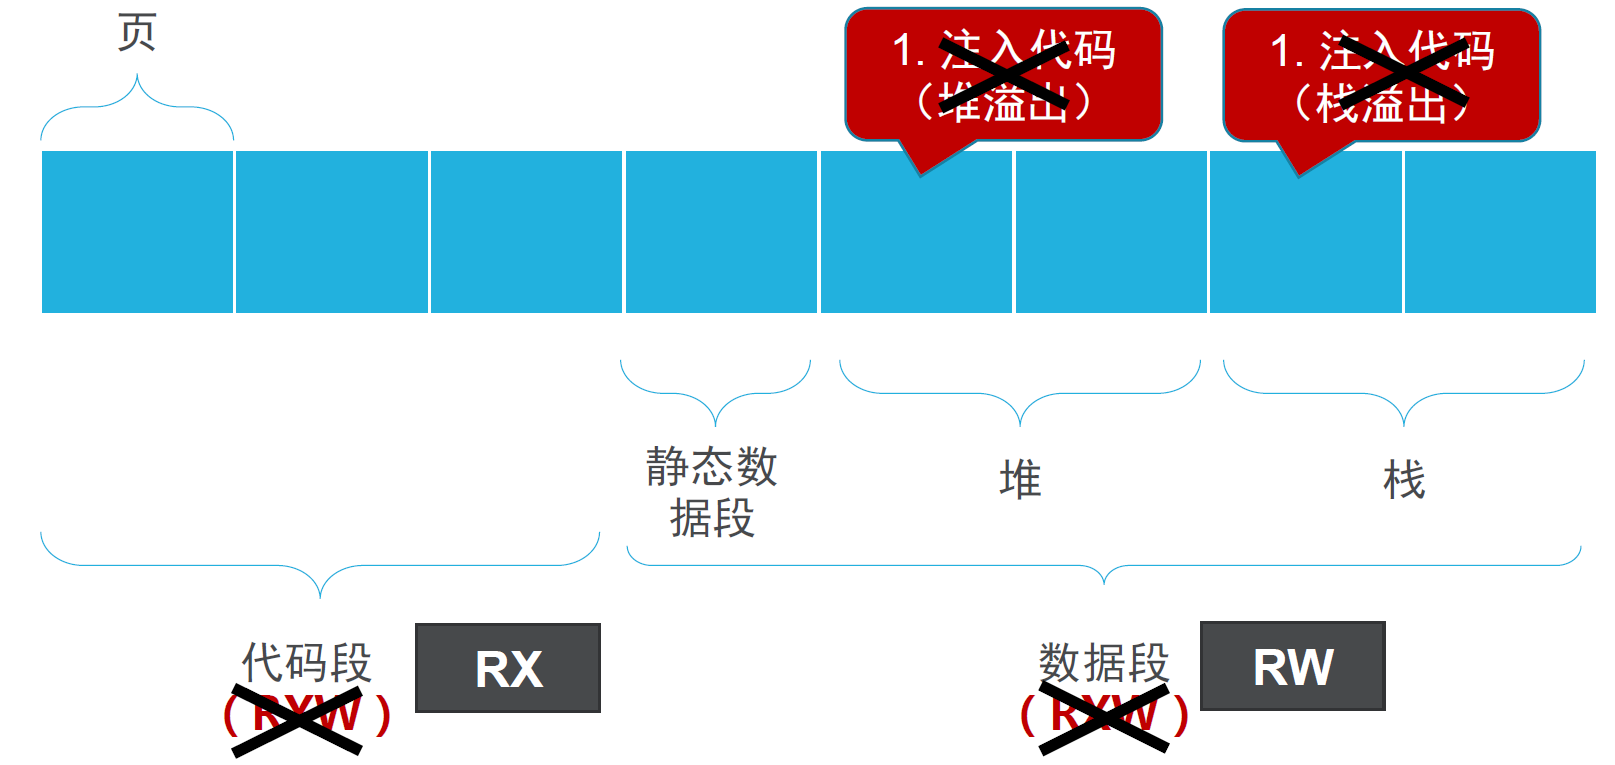 页
1. 注入代码
（堆溢出）
1. 注入代码
（栈溢出）
静态数
据段
堆
栈
代码段
（RXW）
RX
数据段
（RXW）
RW